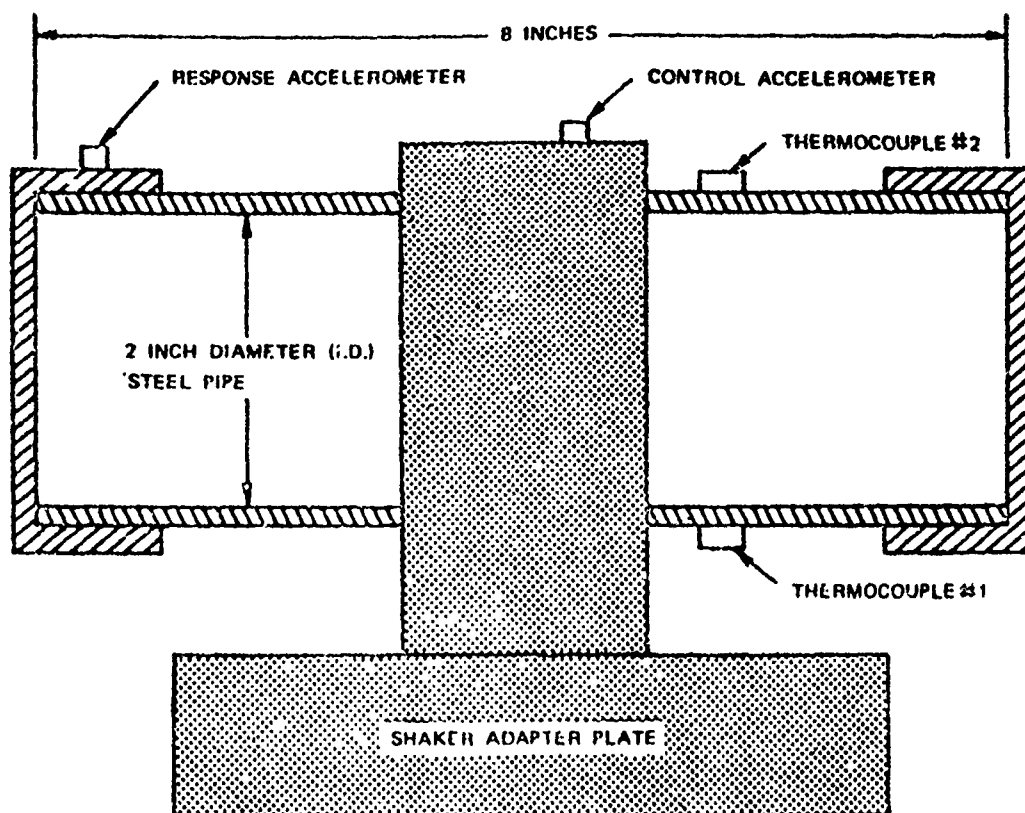 8 INCHES
RESPONSE ACCELEROMETER
CONTROL ACCELEROMETER
THERMOCOUPLE #2
2 INCH DIAMETER (I.D.)
STEEL PIPE
THERMOCOUPLE #1
SHAKER ADAPTER PLATE